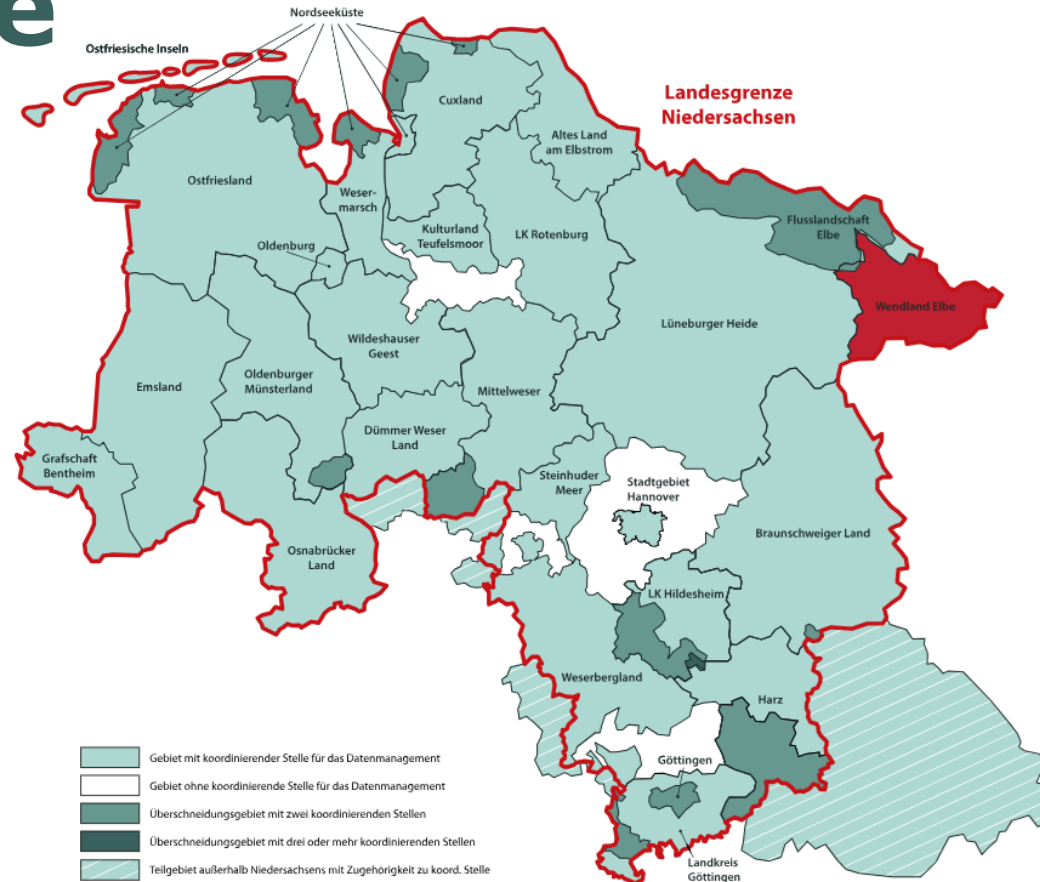 e
Nordseeküste
Ostfriesische Inseln
Landesgrenze
Niedersachsen
Cuxland
Altes Land
am Elbstrom
Ostfriesland
Weser-
marsch
Kulturland
Teufelsmoor
LK Rotenburg
Flusslandschaft
Elbe
Oldenburg
Wendland Elbe
Lüneburger Heide
Wildeshauser
Geest
Emsland
Oldenburger
Münsterland
Mittelweser
Dümmer Weser
Land
Grafschaft
Bentheim
Steinhuder
Meer
Stadtgebiet
Hannover
Braunschweiger Land
Osnabrücker
Land
LK Hildesheim
Weserbergland
Harz
Göttingen
Landkreis
Göttingen
Gebiet mit koordinierender Stelle für das Datenmanagement
Gebiet ohne koordinierende Stelle für das Datenmanagement
Überschneidungsgebiet mit zwei koordinierenden Stellen
Überschneidungsgebiet mit drei oder mehr koordinierenden Stellen
Teilgebiet außerhalb Niedersachsens mit Zugehörigkeit zu koord. Stelle